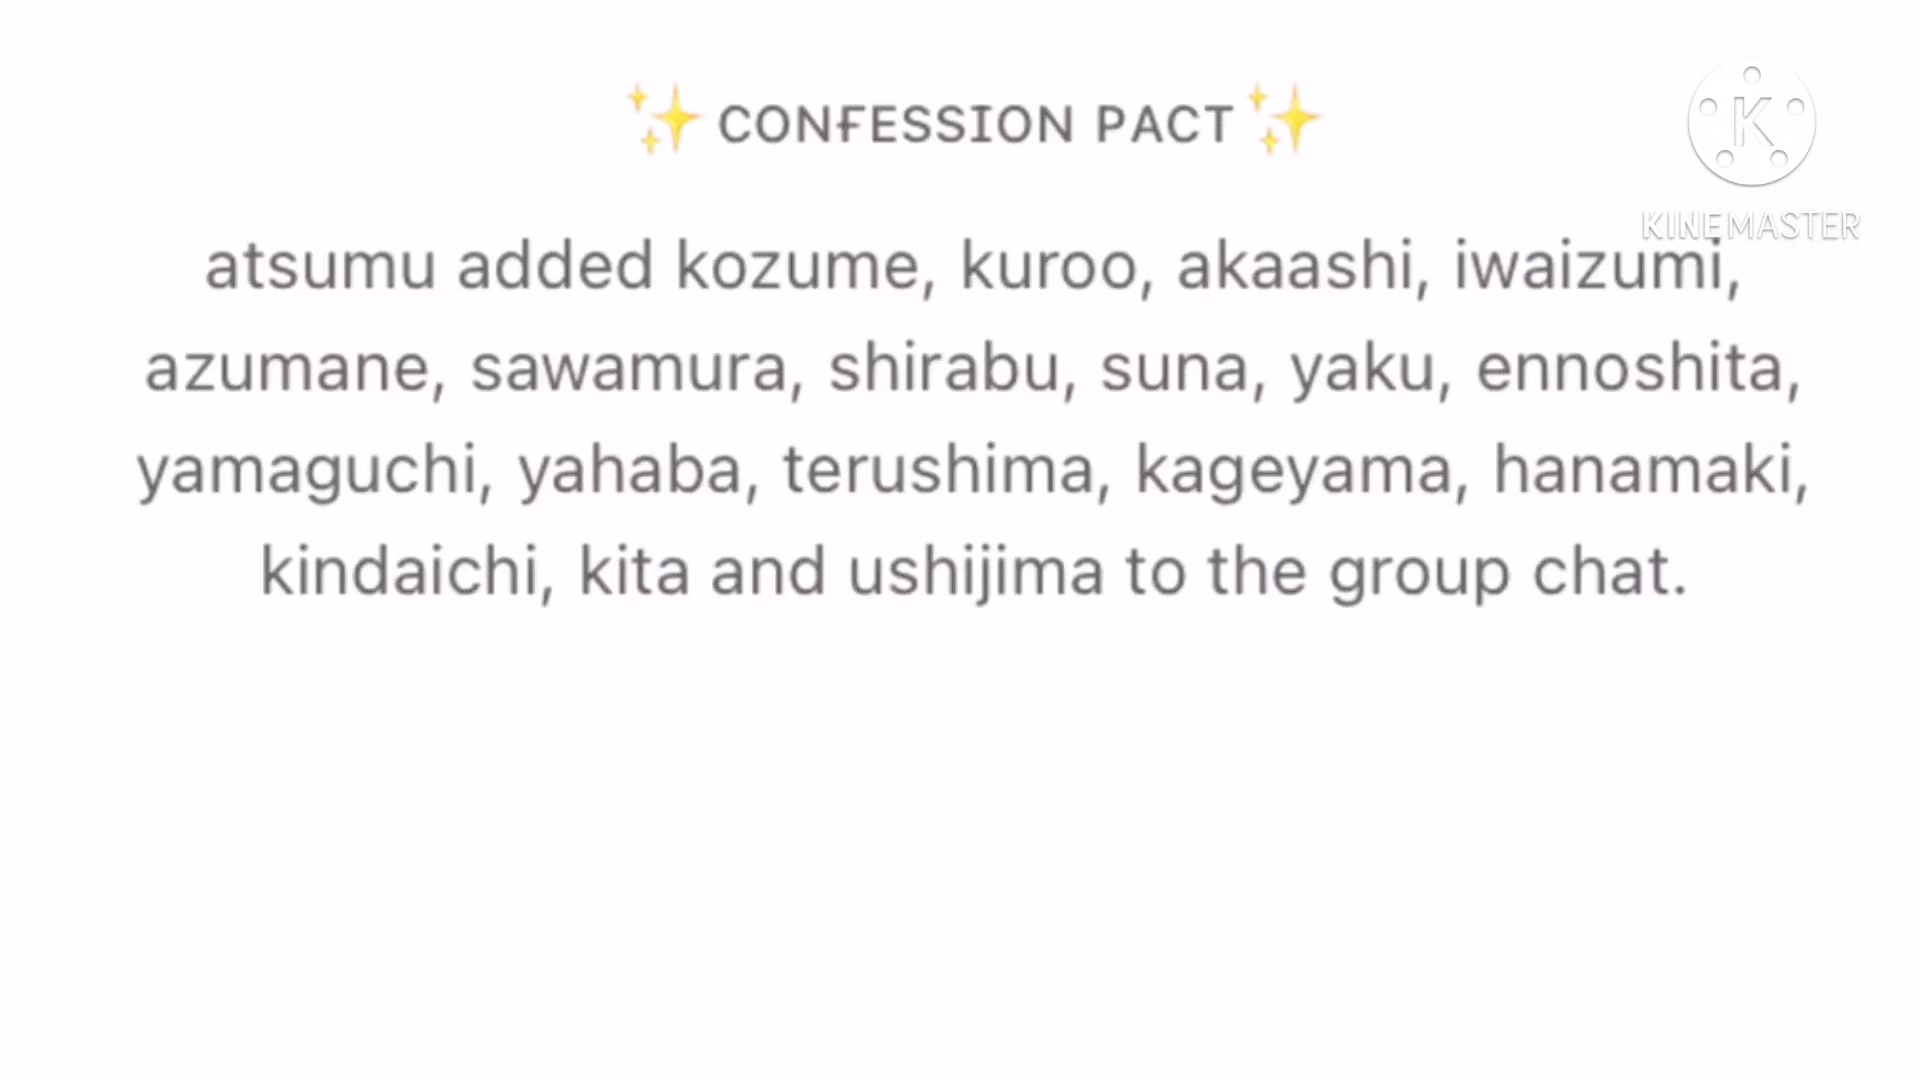 ✨CONFESSION PACT✨
K
KINEMASTER
atsumu added kozume, kuroo, akaashi, iwaizumi,
azumane, sawamura, shirabu, suna, yaku, ennoshita,
yamaguchi, yahaba, terushima, kageyama, hanamaki,
kindaichi, kita and ushijima to the group chat.